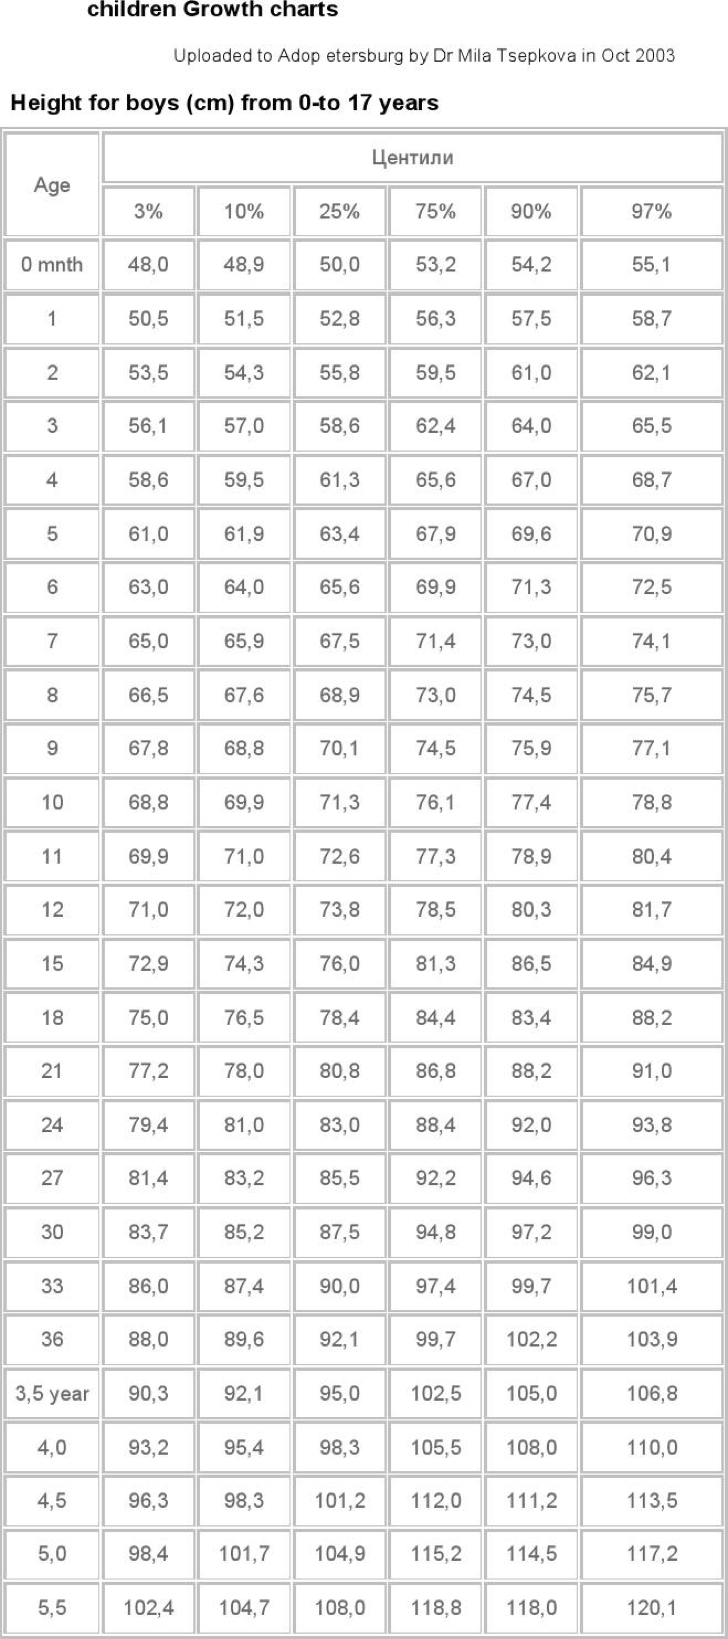 children Growth charts
Uploaded to Adop etersburg by Dr Mila Tsepkova in Oct 2003
Height for boys (cm) from 0-to 17 years
Age Центили
3% 10% 25% 75% 90% 97%
0 mnth 48,0 48,9 50,0 53,2 54,2 55,1
1 50,5 51,5 52,8 56,3 57,5 58,7
2 53,5 54,3 55,8 59,5 61,0 62,1
3 56,1 57,0 58,6 62,4 64,0 65,5
4 58,6 59,5 61,3 65,6 67,0 68,7
5 61,0 61,9 63,4 67,9 69,6 70,9
6 63,0 64,0 65,6 69,9 71,3 72,5
7 65,0 65,9 67,5 71,4 73,0 74,1
8 66,5 67,6 68,9 73,0 74,5 75,7
9 67,8 68,8 70,1 74,5 75,9 77,1
10 68,8 69,9 71,3 76,1 77,4 78,8
11 69,9 71,0 72,6 77,3 78,9 80,4
12 71,0 72,0 73,8 78,5 80,3 81,7
15 72,9 74,3 76,0 81,3 86,5 84,9
18 75,0 76,5 78,4 84,4 83,4 88,2
21 77,2 78,0 80,8 86,8 88,2 91,0
24 79,4 81,0 83,0 88,4 92,0 93,8
27 81,4 83,2 85,5 92,2 94,6 96,3
30 83,7 85,2 87,5 94,8 97,2 99,0
33 86,0 87,4 90,0 97,4 99,7 101,4
36 88,0 89,6 92,1 99,7 102,2 103,9
3,5 year 90,3 92,1 95,0 102,5 105,0 106,8
4,0 93,2 95,4 98,3 105,5 108,0 110,0
4,5 96,3 98,3 101,2 112,0 111,2 113,5
5,0 98,4 101,7 104,9 115,2 114,5 117,2
5,5 102,4 104,7 108,0 118,8 118,0 120,1